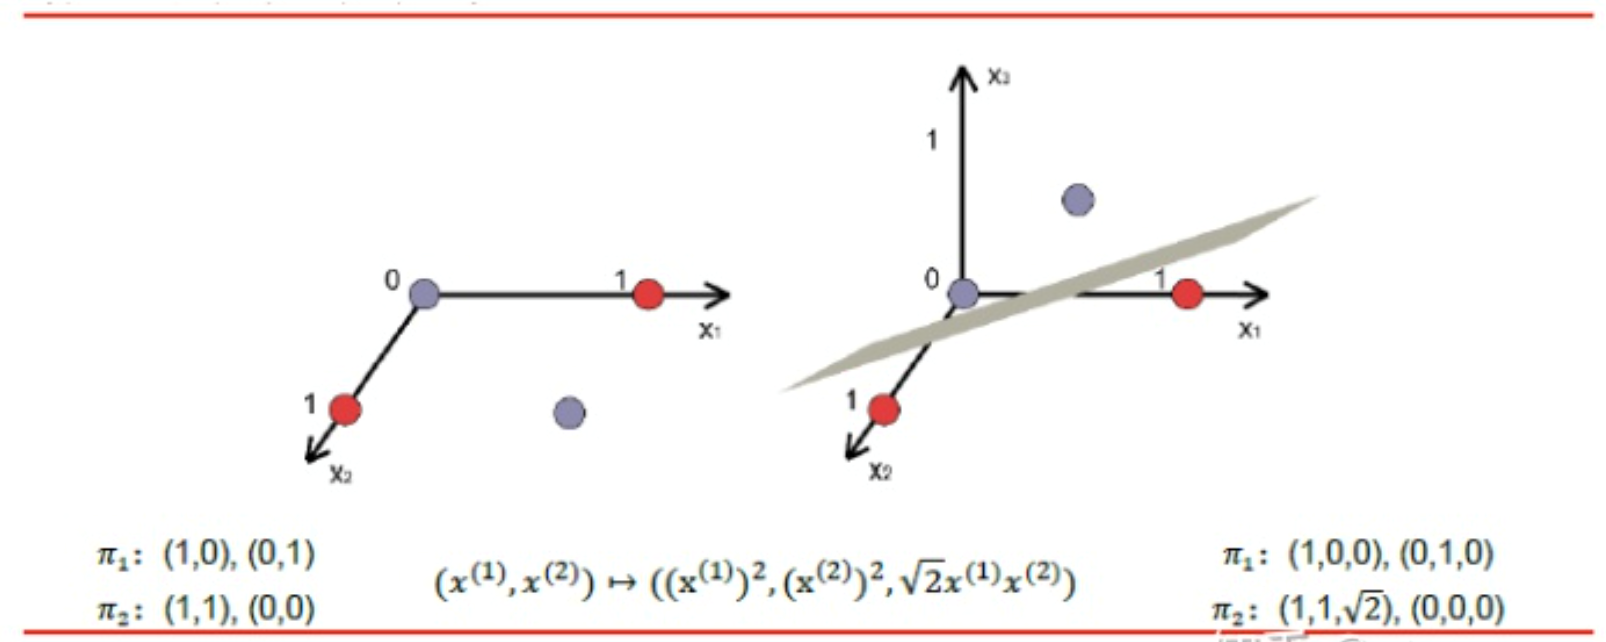 x₃
1
0
1
x₁
1
x₂
0
1
x₁
1
x₂
π₁: (1,0), (0,1)
π₂: (1,1), (0,0)
(x⁽¹⁾, x⁽²⁾) ↦ ((x⁽¹⁾)², (x⁽²⁾)², √2x⁽¹⁾x⁽²⁾)
π₁: (1,0,0), (0,1,0)
π₂: (1,1,√2), (0,0,0)